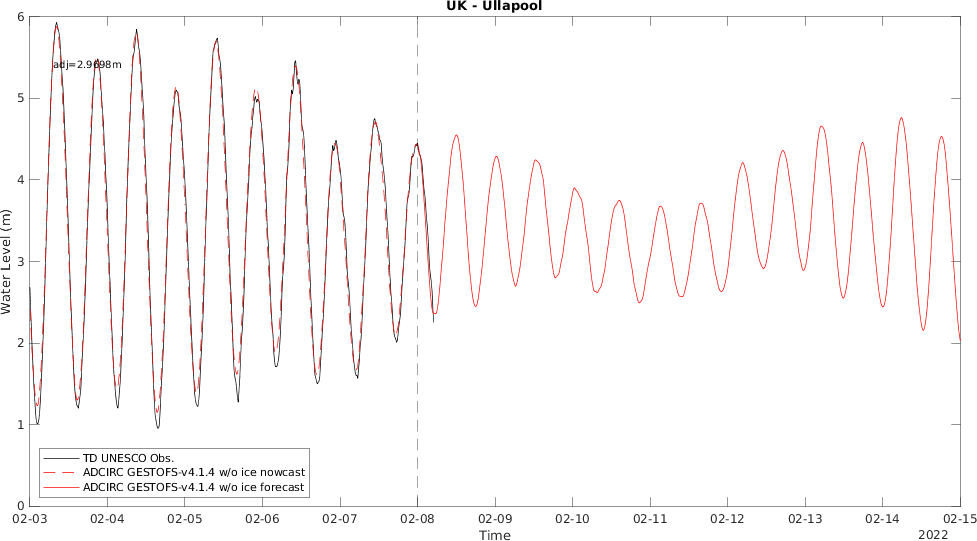 UK - Ullapool
6
5
4
3
2
1
0
Water Level (m)
adj=2.9698m
TD UNESCO Obs.
ADCIRC GESTOFS-v4.1.4 w/o ice nowcast
ADCIRC GESTOFS-v4.1.4 w/o ice forecast
02-03 02-04 02-05 02-06 02-07 02-08 02-09 02-10 02-11 02-12 02-13 02-14 02-15
Time
2022